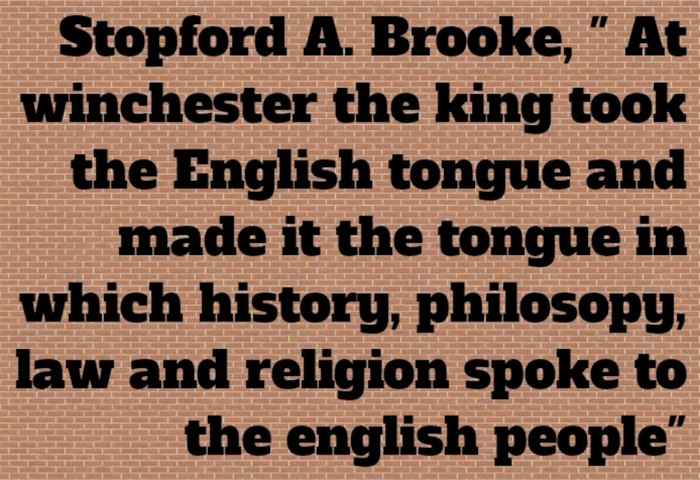 Stopford A. Brooke, " At
winchester the king took
the English tongue and
made it the tongue in
which history, philosopy,
law and religion spoke to
the english people"